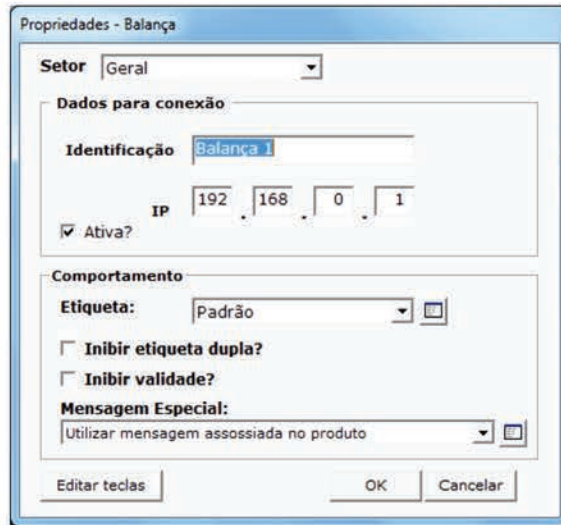 Propriedades - Balança
Setor Geral
Dados para conexão
Identificação Balança 1
IP 192 . 168 . 0 . 1
Ativa?
Comportamento
Etiqueta: Padrão
Inibir etiqueta dupla?
Inibir validade?
Mensagem Especial:
Utilizar mensagem assossiada no produto
Editar teclas OK Cancelar